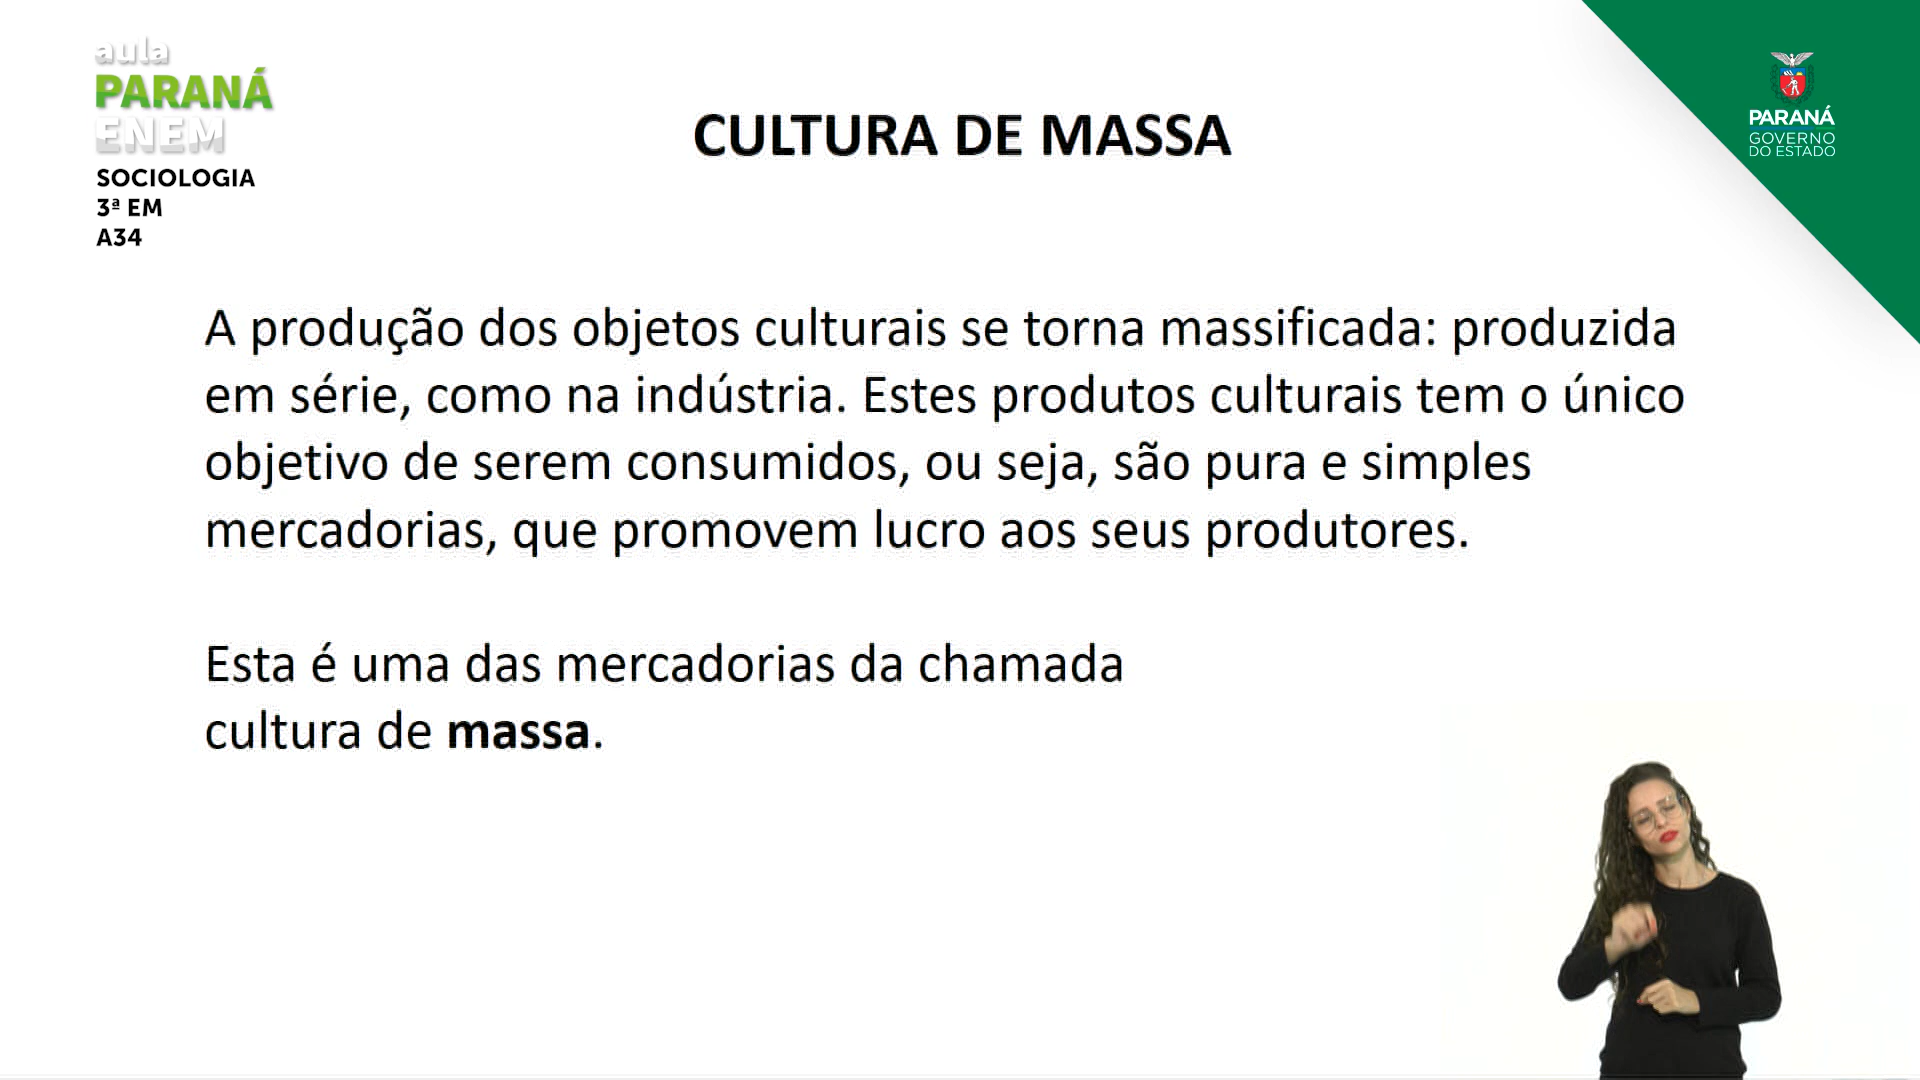 aula
PARANÁ
ENEM
SOCIOLOGIA
3ª EM
A34
CULTURA DE MASSA
PARANÁ
GOVERNO
DO ESTADO
A produção dos objetos culturais se torna massificada: produzida
em série, como na indústria. Estes produtos culturais tem o único
objetivo de serem consumidos, ou seja, são pura e simples
mercadorias, que promovem lucro aos seus produtores.
Esta é uma das mercadorias da chamada
cultura de massa.